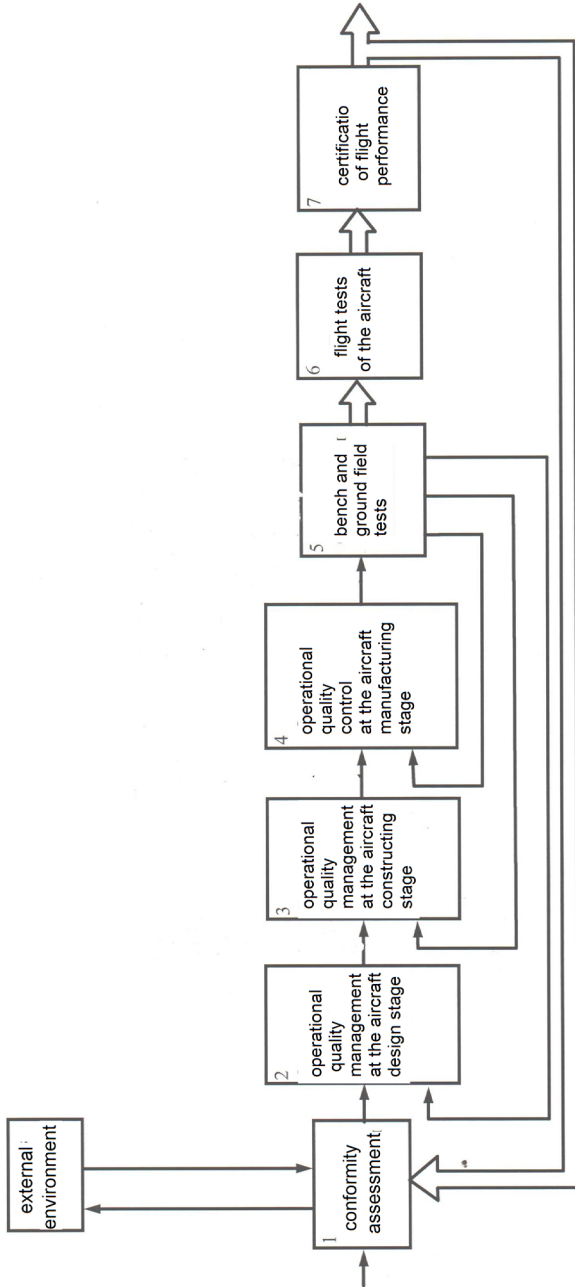 external
environment
1
conformity
assessment
2
operational
quality
management
at the aircraft
design stage
3
operational
quality
management
at the aircraft
constructing
stage
4
operational
quality
control
at the aircraft
manufacturing
stage
5
bench and
ground field
tests
6
flight tests
of the aircraft
7
certificatio
of flight
performance